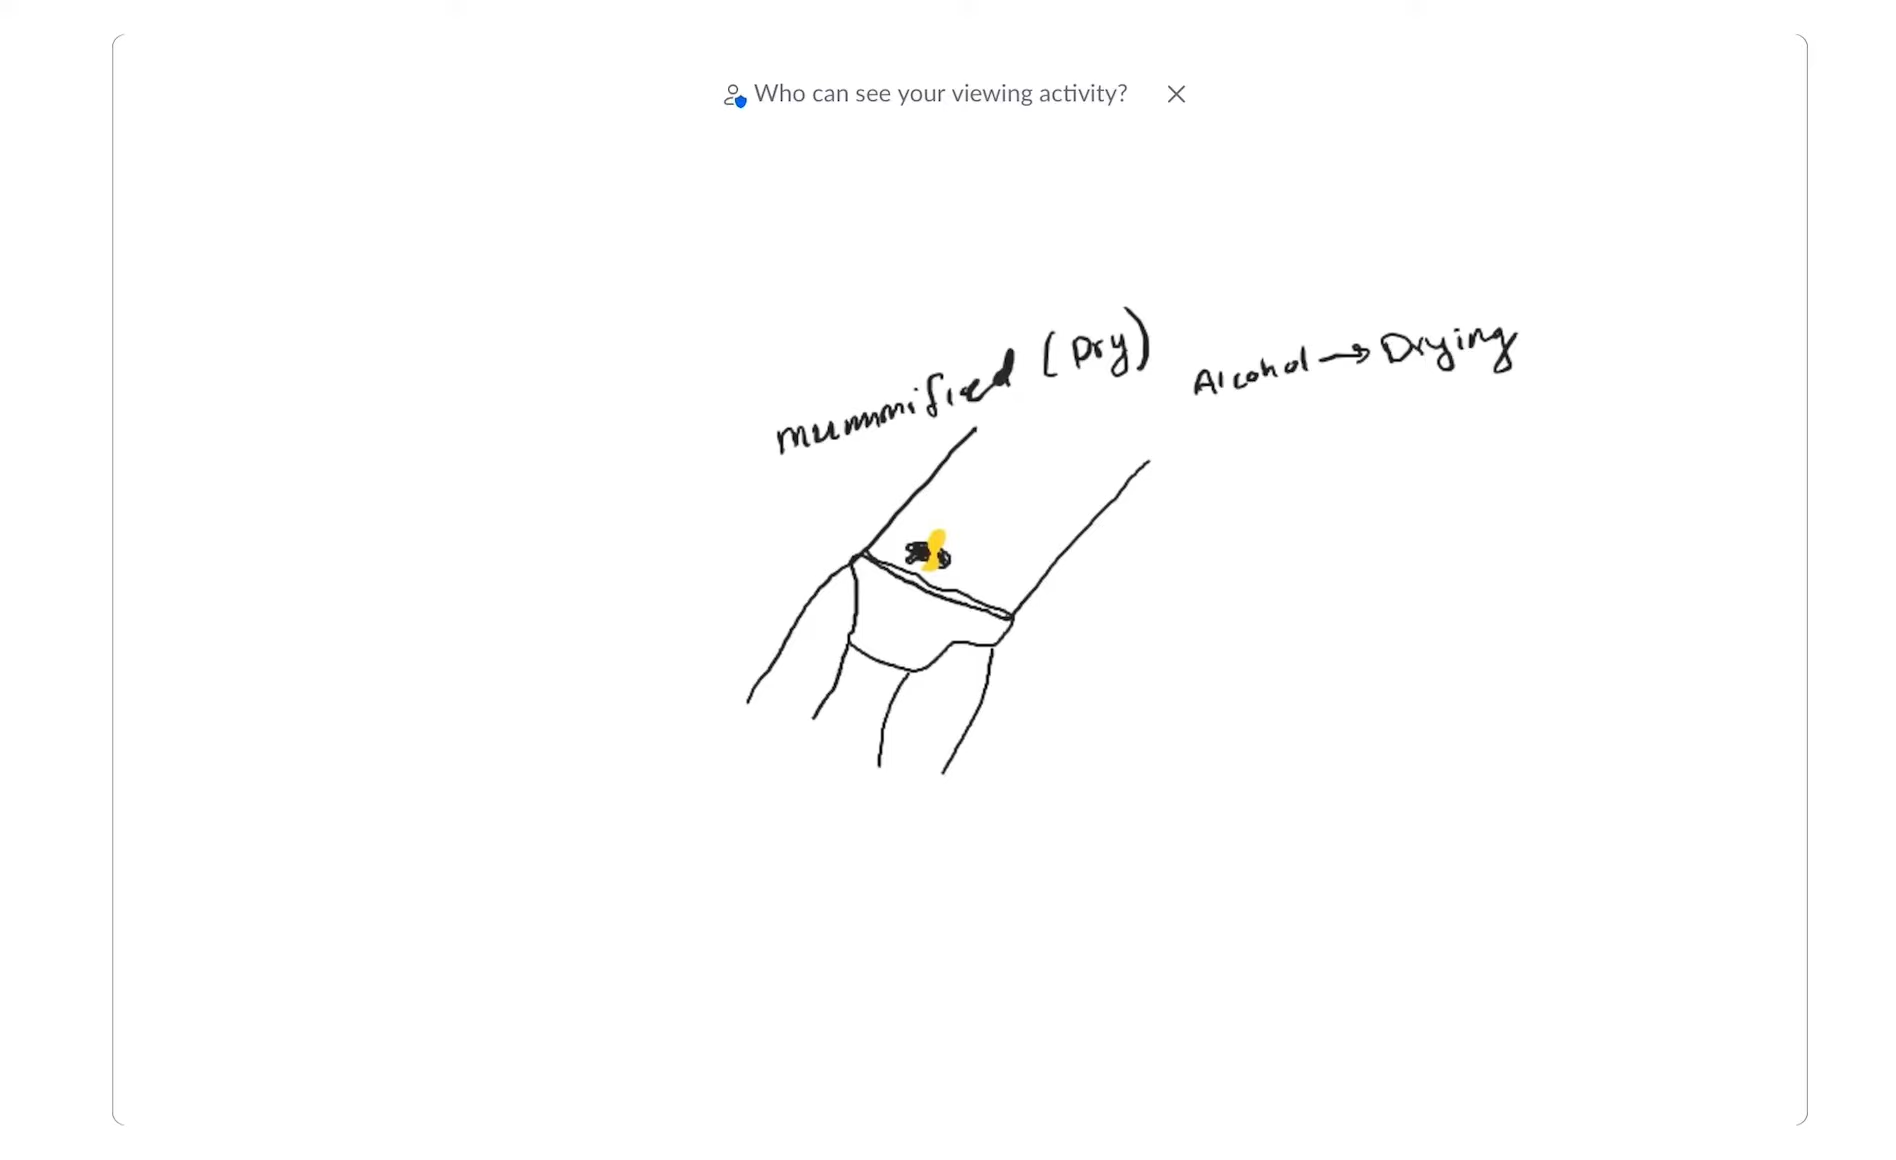 Who can see your viewing activity?
mummified (Dry)
Alcohol → Drying